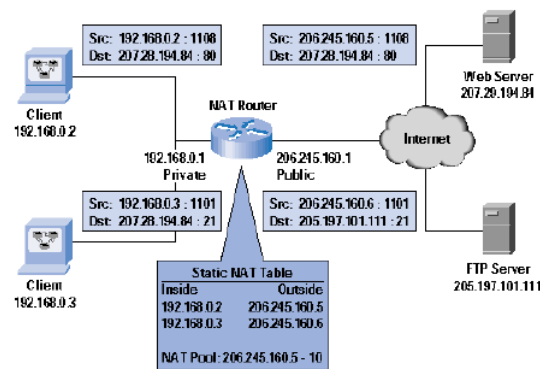 Src: 192.168.0.2 : 1108
Dst: 207.28.194.84 : 80
Src: 206.245.160.5 : 1108
Dst: 207.28.194.84 : 80
Client
192.168.0.2
NAT Router
Web Server
207.29.194.84
Internet
192.168.0.1
Private
206.245.160.1
Public
Src: 192.168.0.3 : 1101
Dst: 207.28.194.84 : 21
Src: 206.245.160.6 : 1101
Dst: 205.197.101.111 : 21
Client
192.168.0.3
FTP Server
205.197.101.111
Static NAT Table
Inside Outside
192.168.0.2 206.245.160.5
192.168.0.3 206.245.160.6
NAT Pool: 206.245.160.5 - 10